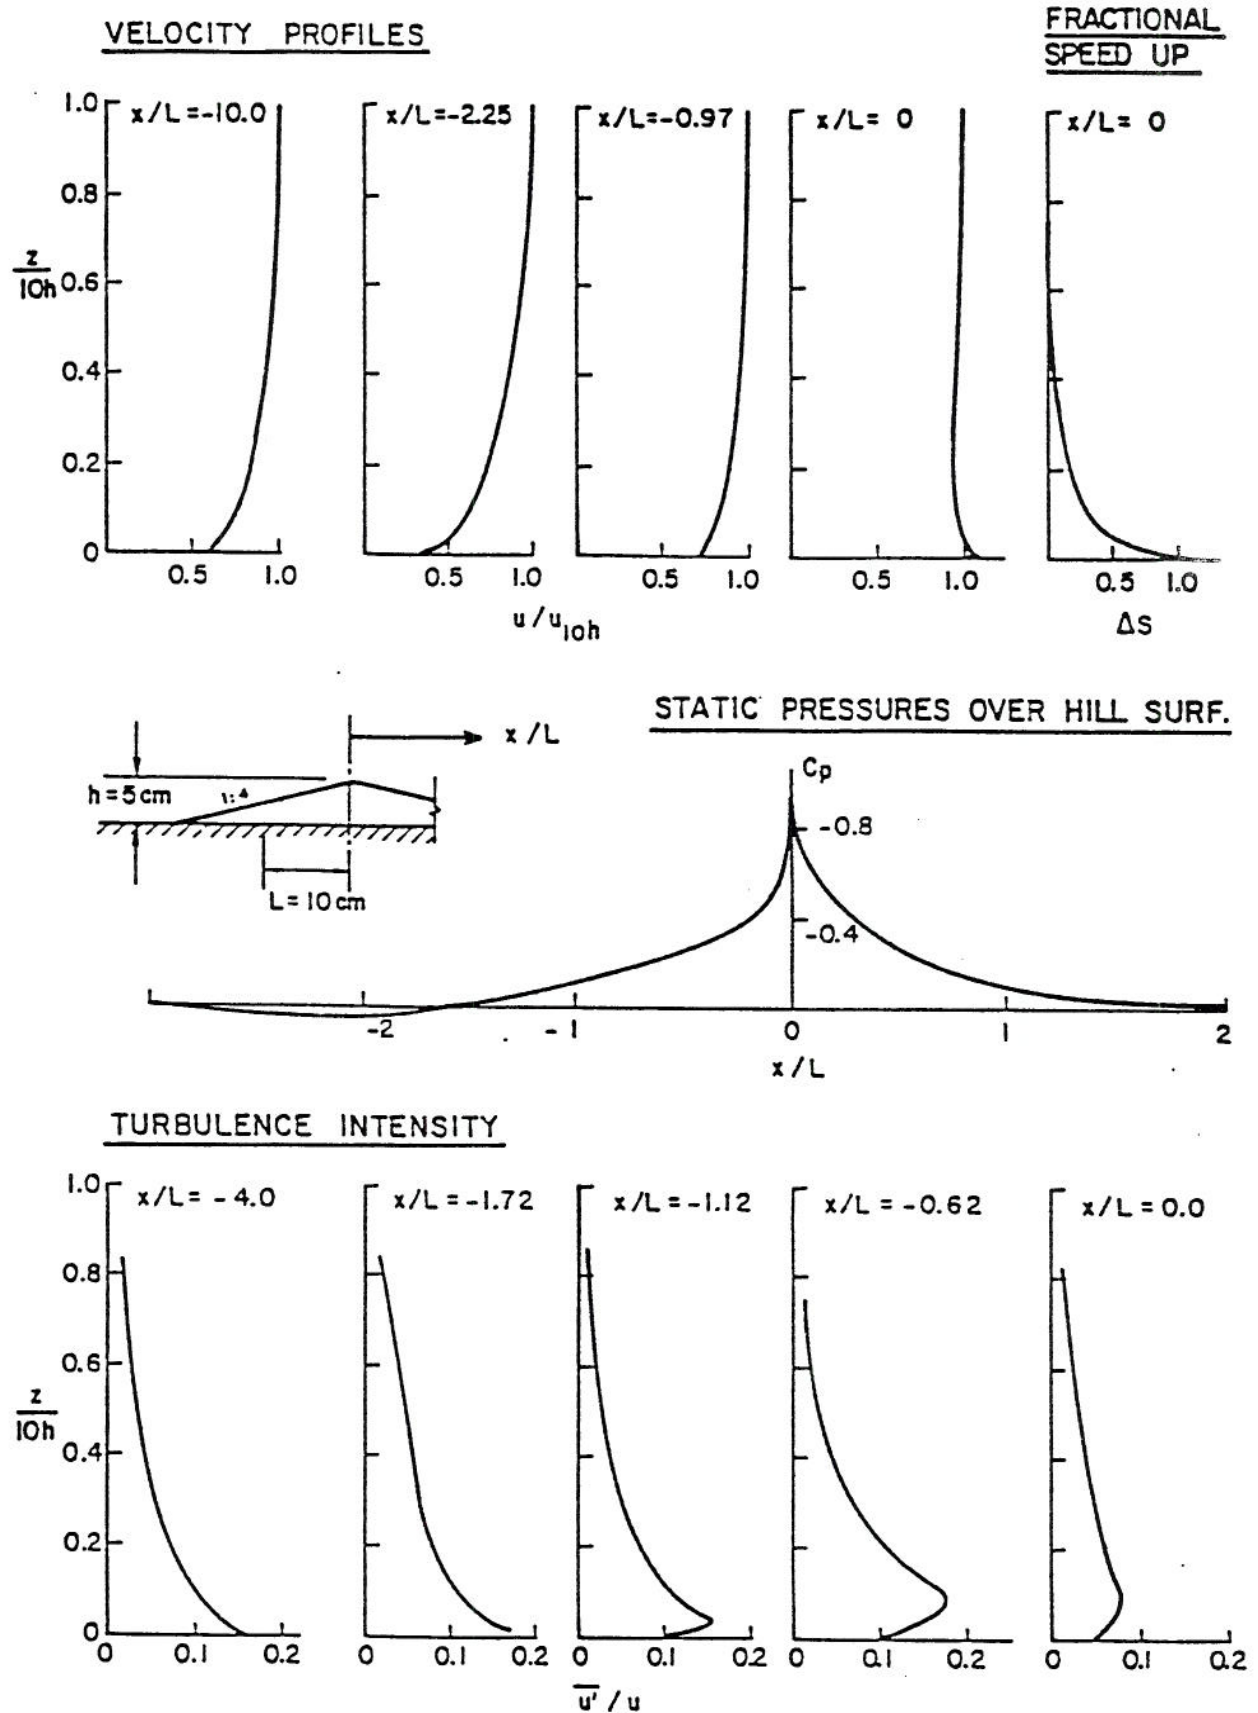 VELOCITY PROFILES
FRACTIONAL
SPEED UP
x/L=-10.0
x/L=-2.25
x/L=-0.97
x/L= 0
x/L= 0
1.0
0.8
z/10h
0.6
0.4
0.2
0
0.5 1.0
0.5 1.0
0.5 1.0
0.5 1.0
0.5 1.0
u/u10h
Δs
STATIC PRESSURES OVER HILL SURF.
x/L
h=5cm
1:4
L=10cm
Cp
-0.8
-0.4
-2 -1 0 1 2
x/L
TURBULENCE INTENSITY
x/L= -4.0
x/L=-1.72
x/L=-1.12
x/L= -0.62
x/L=0.0
1.0
0.8
0.6
z/10h
0.4
0.2
0
0 0.1 0.2
0 0.1 0.2
0 0.1 0.2
0 0.1 0.2
0 0.1 0.2
u'/u